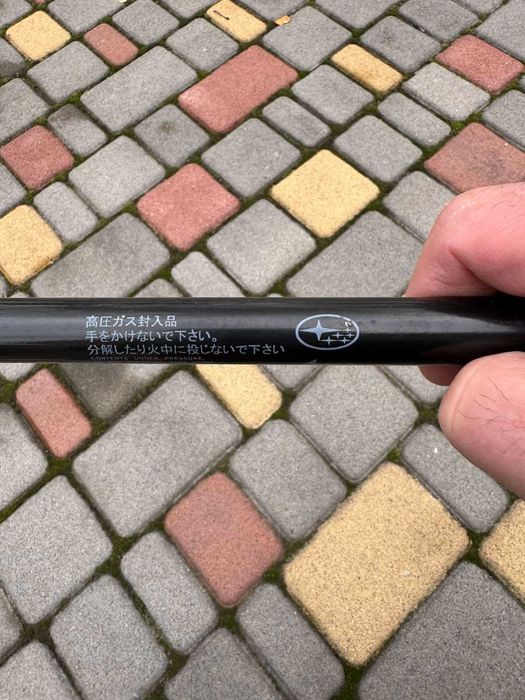 高圧ガス封入品
手をかけないで下さい。
分解したり火中に投じないで下さい
CONTENTS UNDER PRESSURE.